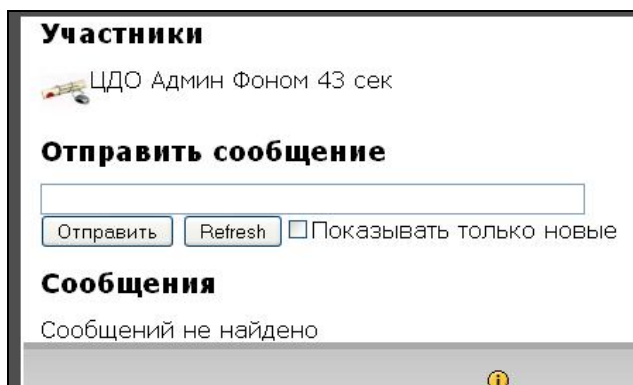 Участники
ЦДО Админ Фоном 43 сек
Отправить сообщение
Отправить Refresh Показывать только новые
Сообщения
Сообщений не найдено